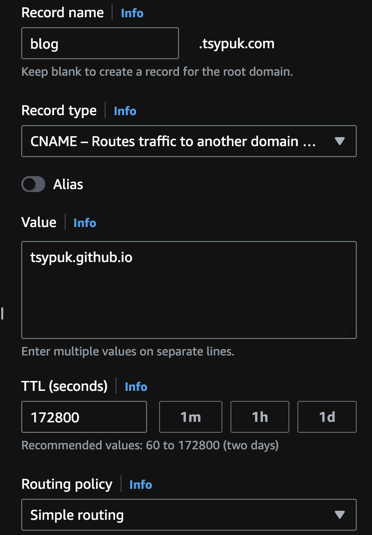 Record name Info
blog .tsypuk.com
Keep blank to create a record for the root domain.
Record type Info
CNAME – Routes traffic to another domain ...
Alias
Value Info
tsypuk.github.io
Enter multiple values on separate lines.
TTL (seconds) Info
172800 1m 1h 1d
Recommended values: 60 to 172800 (two days)
Routing policy Info
Simple routing